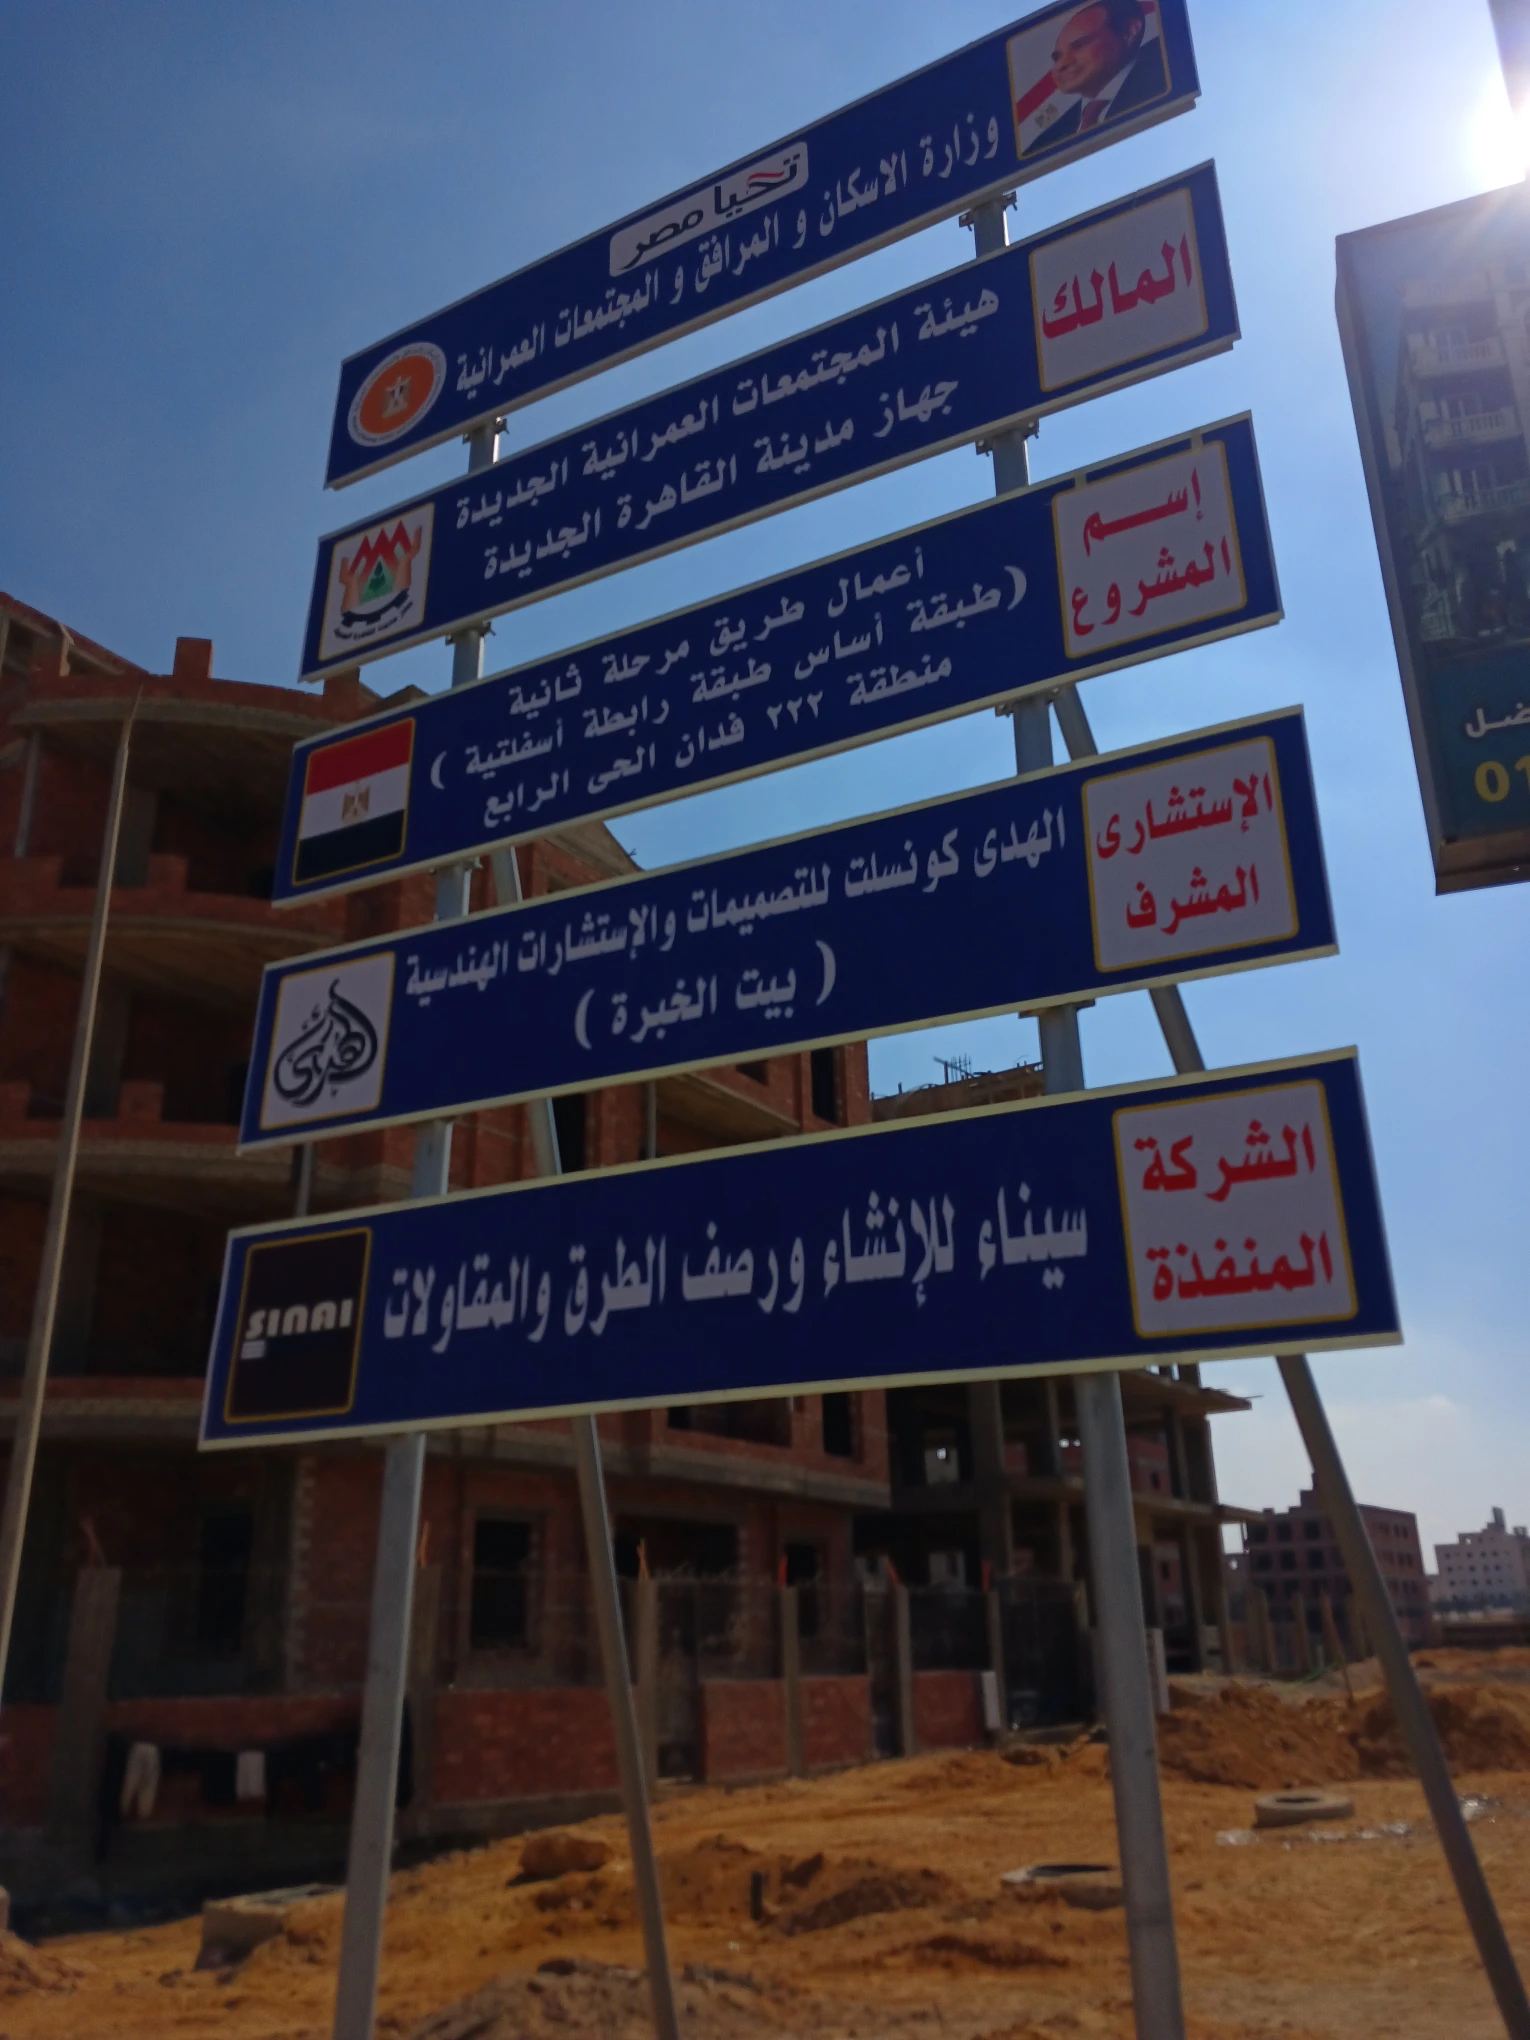 تحيا مصر
وزارة الاسكان و المرافق و المجتمعات العمرانية
المالك
هيئة المجتمعات العمرانية الجديدة
جهاز مدينة القاهرة الجديدة
إسم
المشروع
أعمال طريق مرحلة ثانية
(طبقة أساس طبقة رابطة أسفلتية )
منطقة ٢٢٢ فدان الحى الرابع
الإستشارى
المشرف
الهدى كونسلت للتصميمات والإستشارات الهندسية
( بيت الخبرة )
الهدى
الشركة
المنفذة
سيناء للإنشاء ورصف الطرق والمقاولات
SINAI
01